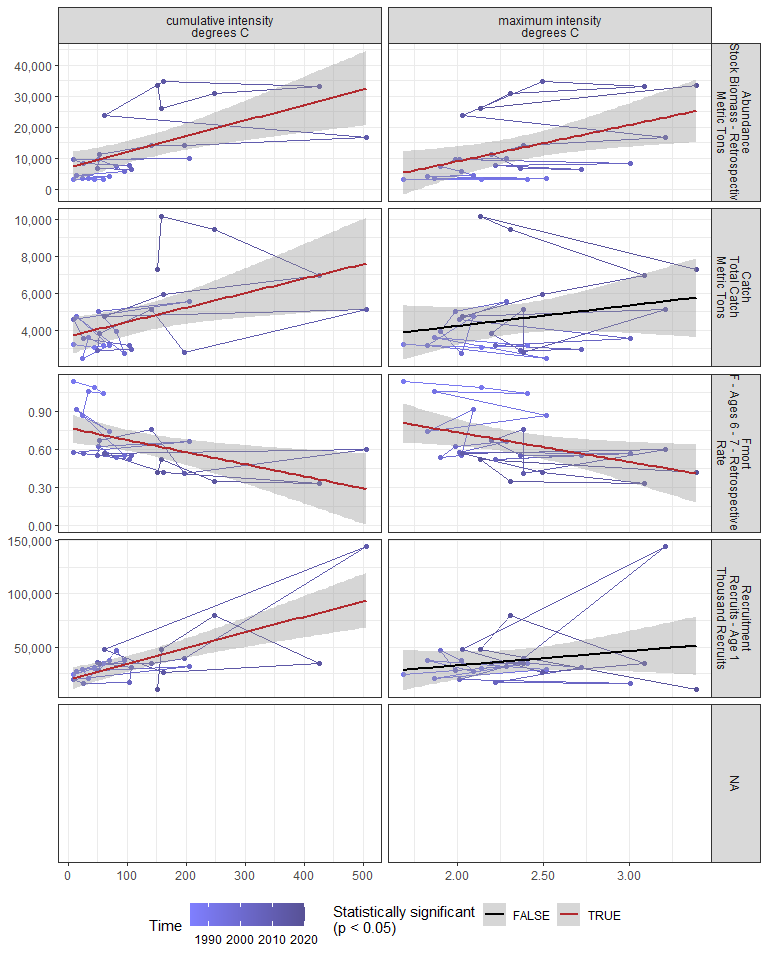 cumulative intensity
degrees C
maximum intensity
degrees C
40,000
30,000
20,000
10,000
0
Abundance
Stock Biomass - Retrospectiv
Metric Tons
10,000
8,000
6,000
4,000
Catch
Total Catch
Metric Tons
0.90
0.60
0.30
0.00
Fmort
F - Ages 6 - 7 - Retrospective
Rate
150,000
100,000
50,000
Recruitment
Recruits - Age 1
Thousand Recruits
NA
0
100
200
300
400
500
2.00
2.50
3.00
Time
1990 2000 2010 2020
Statistically significant
(p < 0.05)
FALSE
TRUE